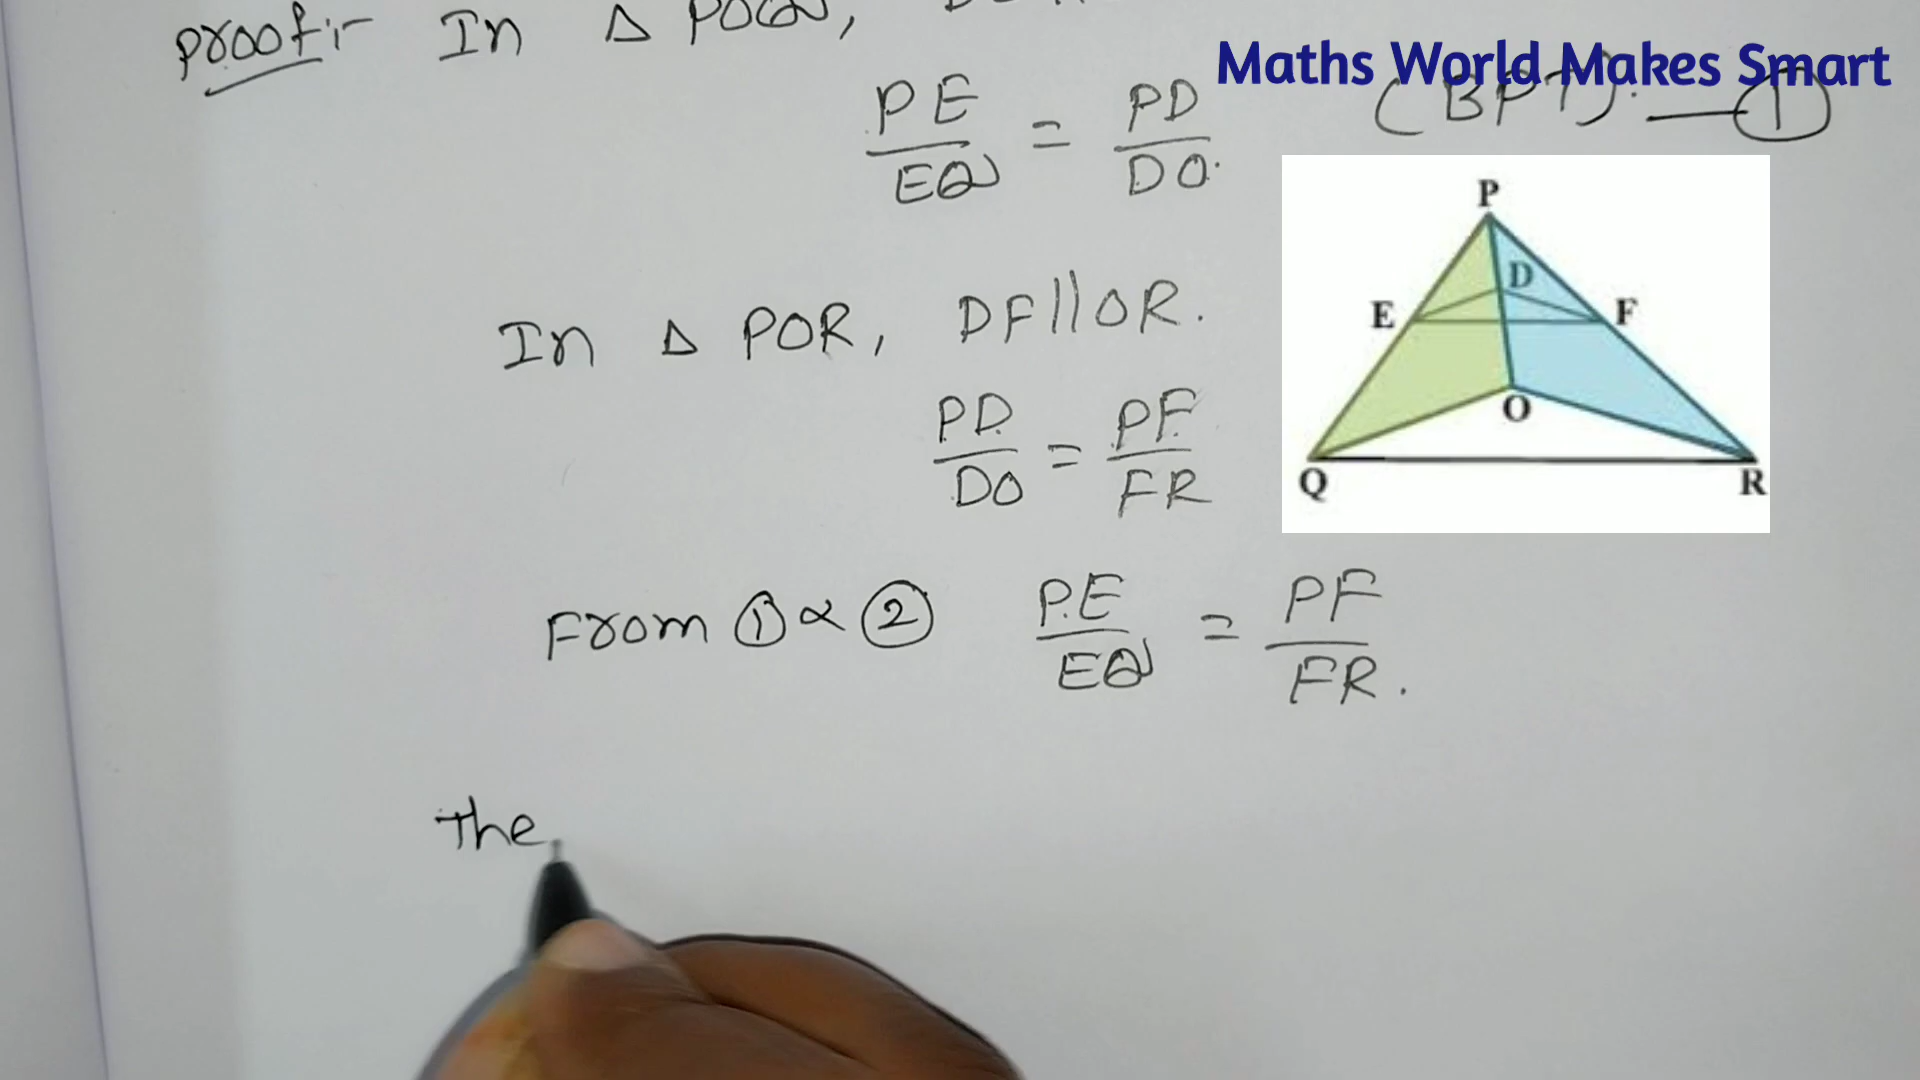 Proof:- In Δ POQ,
Maths World Makes Smart
PE/EQ = PD/DO. (BPT). —①
P
D
E
F
O
Q
R
In Δ POR, DF||OR.
PD/DO = PF/FR
From ① & ② PE/EQ = PF/FR.
The